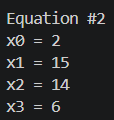 Equation #2
x0 = 2
x1 = 15
x2 = 14
x3 = 6